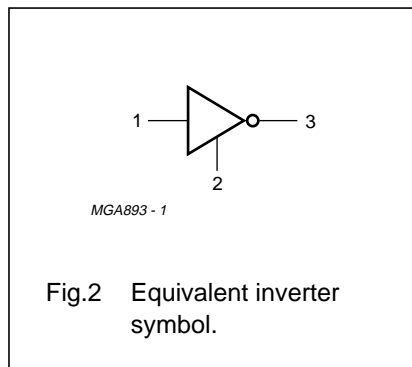 1
3
2
MGA893 - 1
Fig.2 Equivalent inverter
symbol.